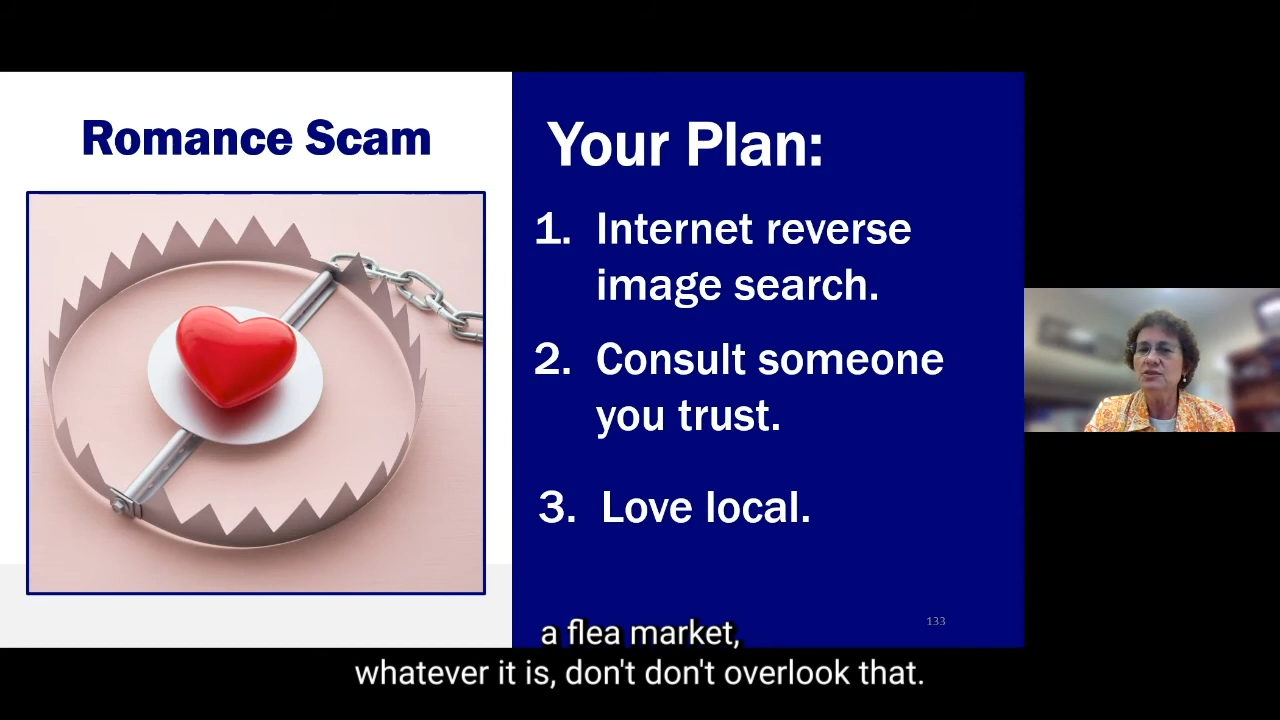 Romance Scam
Your Plan:
1. Internet reverse
image search.
2. Consult someone
you trust.
3. Love local.
133
a flea market,
whatever it is, don't don't overlook that.